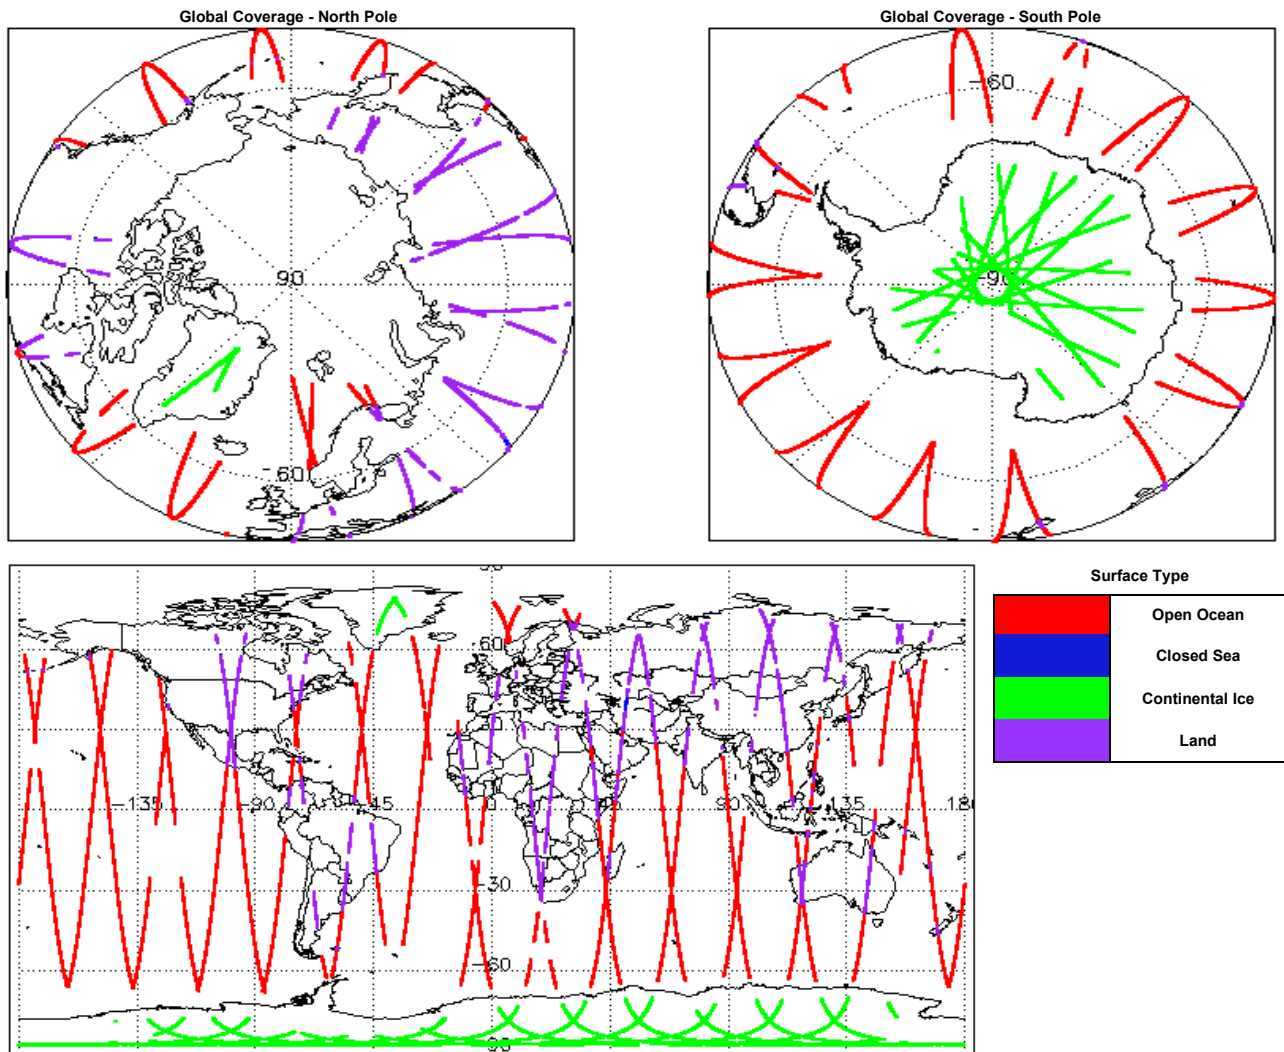 Global Coverage - North Pole
Global Coverage - South Pole
90
60
-60
-90
-135
-90
-45
0
45
90
135
180
60
-30
-60
Surface Type
Open Ocean
Closed Sea
Continental Ice
Land